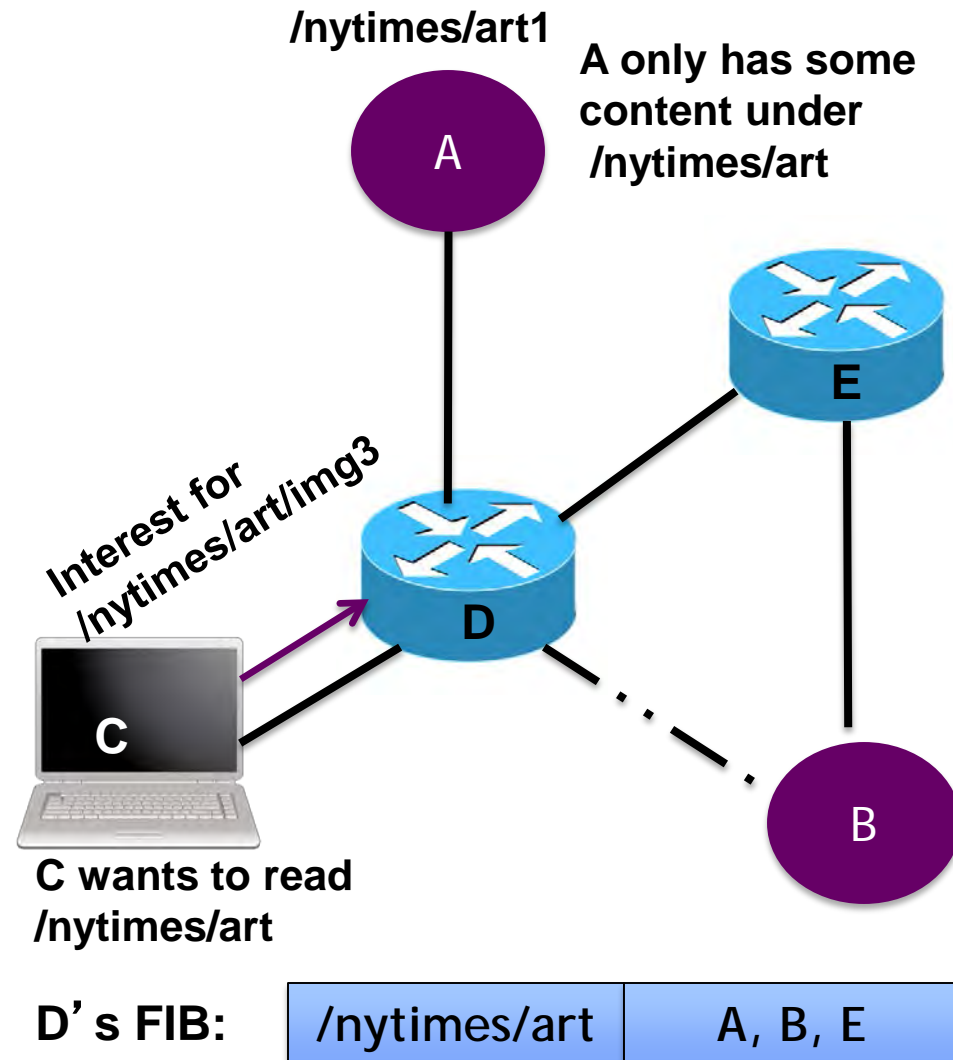 /nytimes/art1
A only has some
content under
/nytimes/art
A
E
Interest for
/nytimes/art/img3
D
C
B
C wants to read
/nytimes/art
D's FIB: /nytimes/art A, B, E